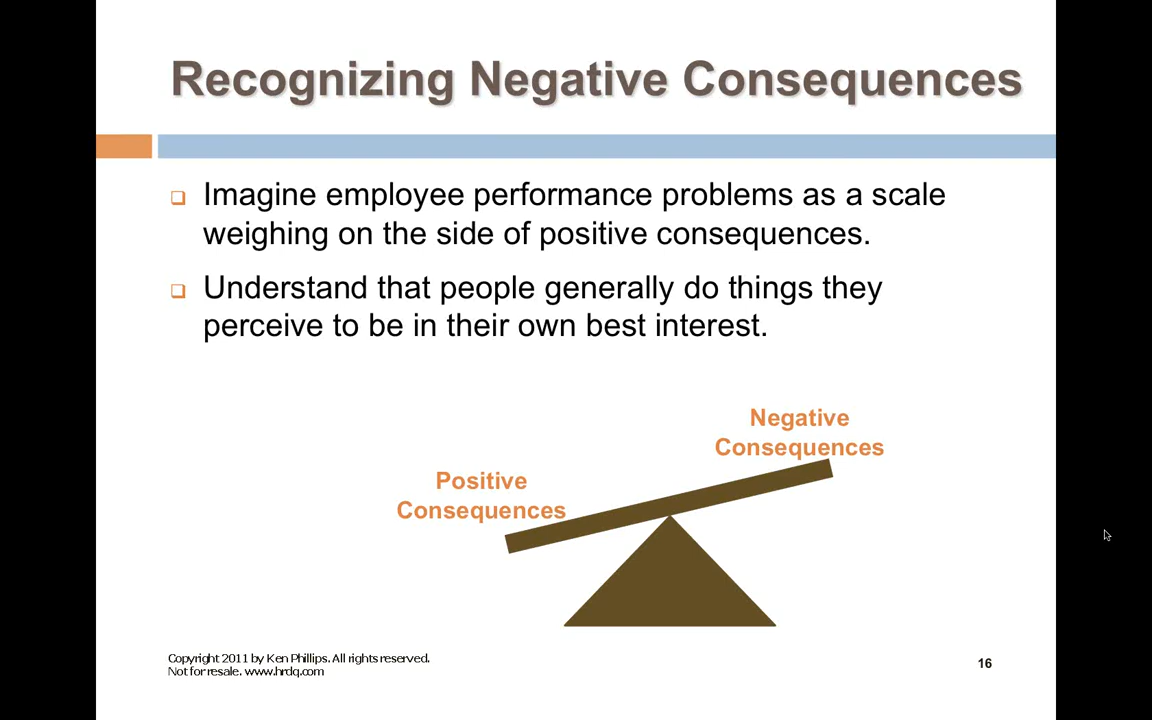 Recognizing Negative Consequences
Imagine employee performance problems as a scale
weighing on the side of positive consequences.
Understand that people generally do things they
perceive to be in their own best interest.
Negative
Consequences
Positive
Consequences
Copyright 2011 by Ken Phillips. All rights reserved.
Not for resale. www.hrdq.com
16